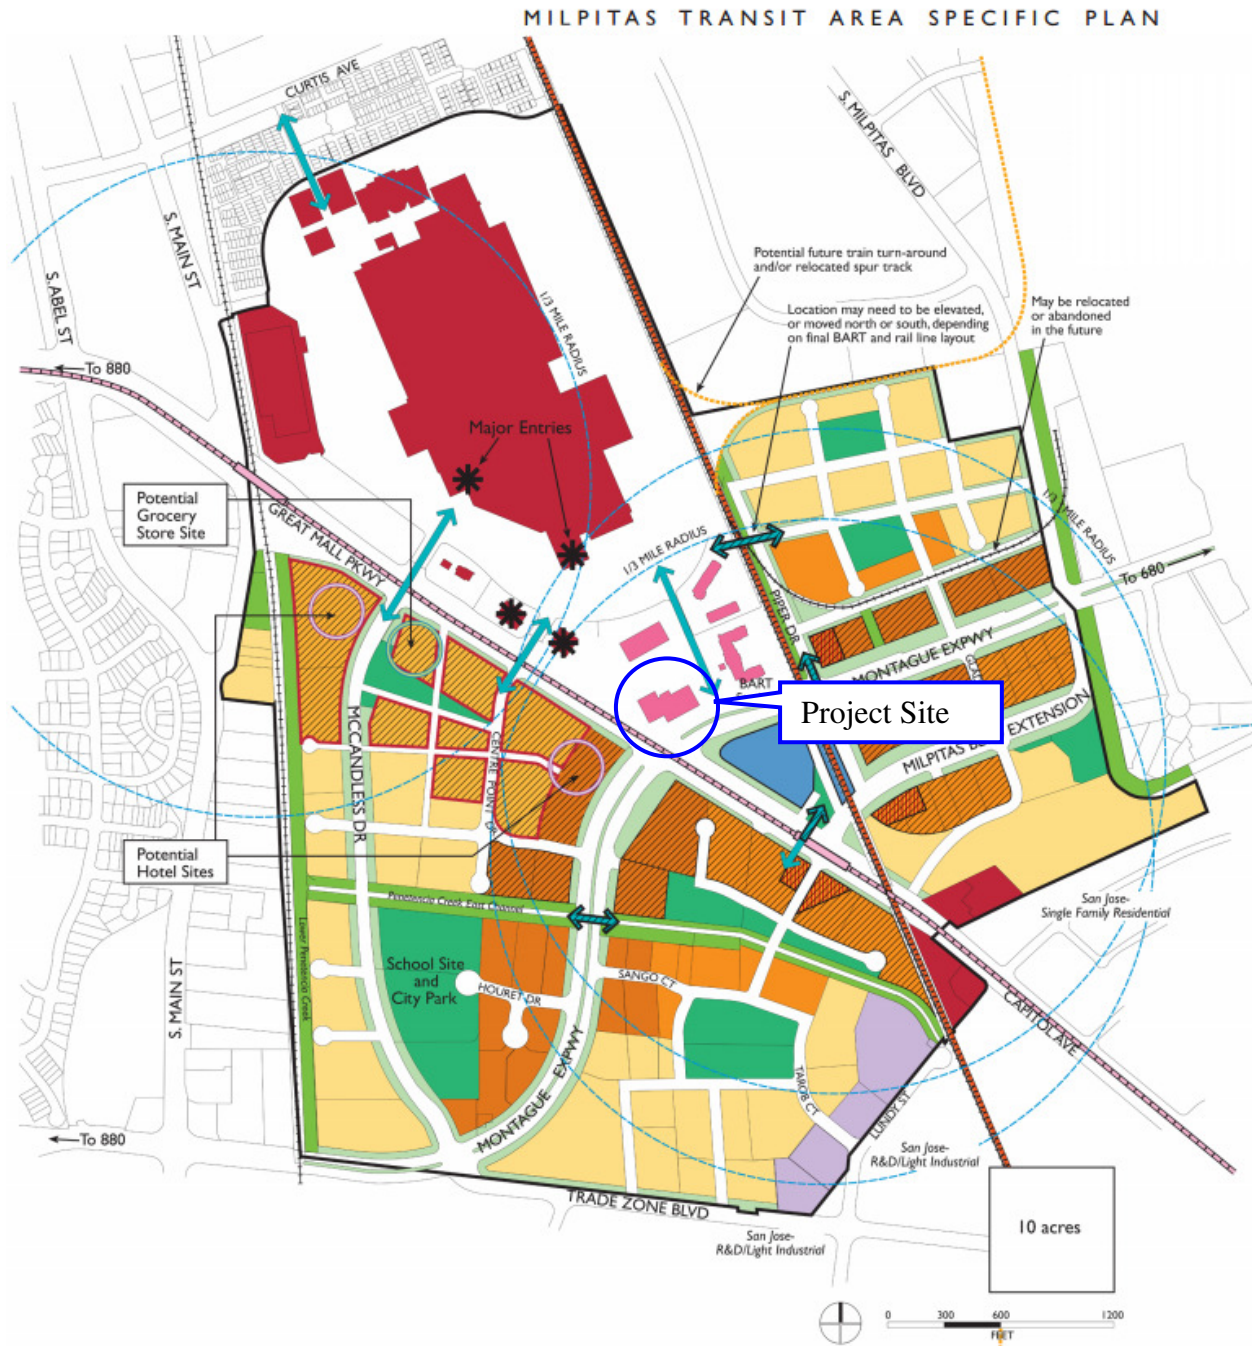 MILPITAS TRANSIT AREA SPECIFIC PLAN
CURTIS AVE
S. MILPITAS BLVD
S. MAIN ST
S. ABEL ST
Potential future train turn-around
and/or relocated spur track
1/3 MILE RADIUS
Location may need to be elevated,
or moved north or south, depending
on final BART and rail line layout
May be relocated
or abandoned
in the future
To 880
Major Entries
Potential
Grocery
Store Site
GREAT MALL PKWY
1/3 MILE RADIUS
1/3 MILE RADIUS
To 680
PIPER DR
MONTAGUE EXPWY
BART
Project Site
MILPITAS
EXTENSION
MCCANDLESS DR
CENTRE POINT DR
Potential
Hotel Sites
Penetencia Creek East Channel
San Jose-
Single Family Residential
Lower Penetencia Creek
School Site
and
City Park
SANGO CT
HOURET DR
S. MAIN ST
CAPITOL AVE
MONTAGUE EXPWY
TAROB CT
LUNDY ST
To 880
San Jose-
R&D/Light Industrial
TRADE ZONE BLVD
San Jose-
R&D/Light Industrial
10 acres
0 300 600 1200
FEET